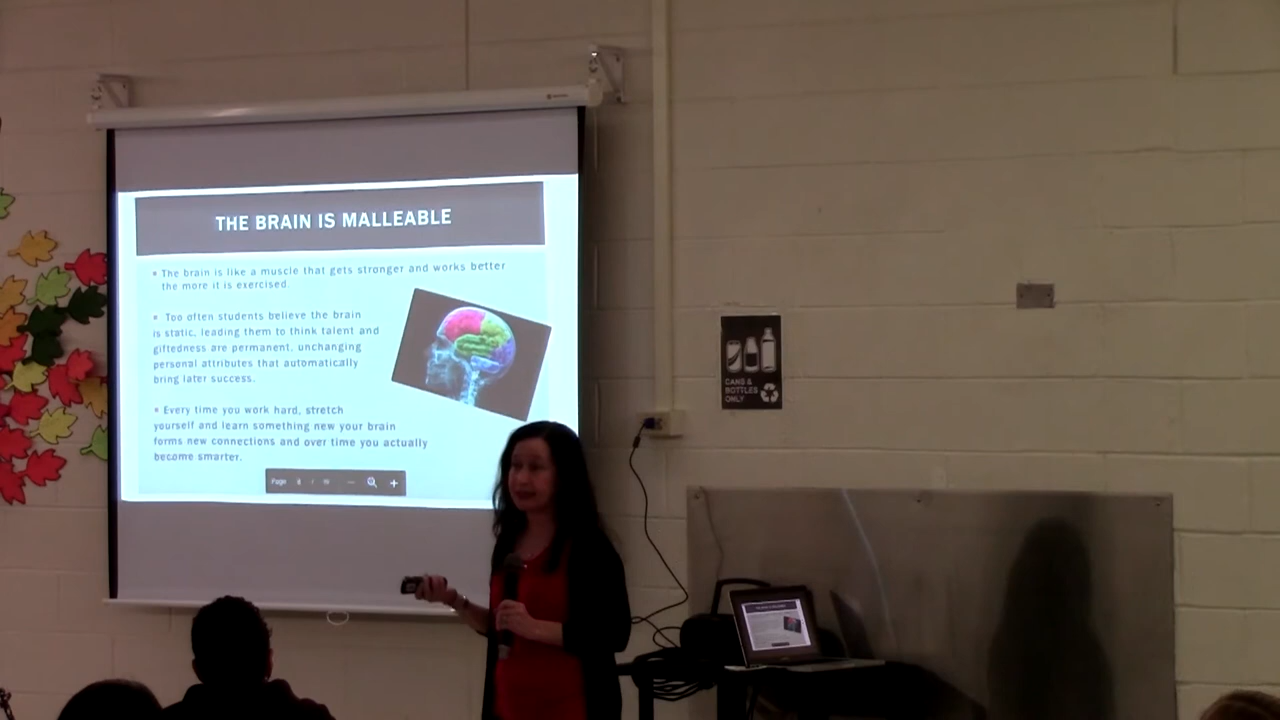 THE BRAIN IS MALLEABLE
• The brain is like a muscle that gets stronger and works better
the more it is exercised.
• Too often students believe the brain
is static, leading them to think talent and
giftedness are permanent, unchanging
personal attributes that automatically
bring later success.
• Every time you work hard, stretch
yourself and learn something new your brain
forms new connections and over time you actually
become smarter.
Page
/
— +
CANS &
BOTTLES
ONLY